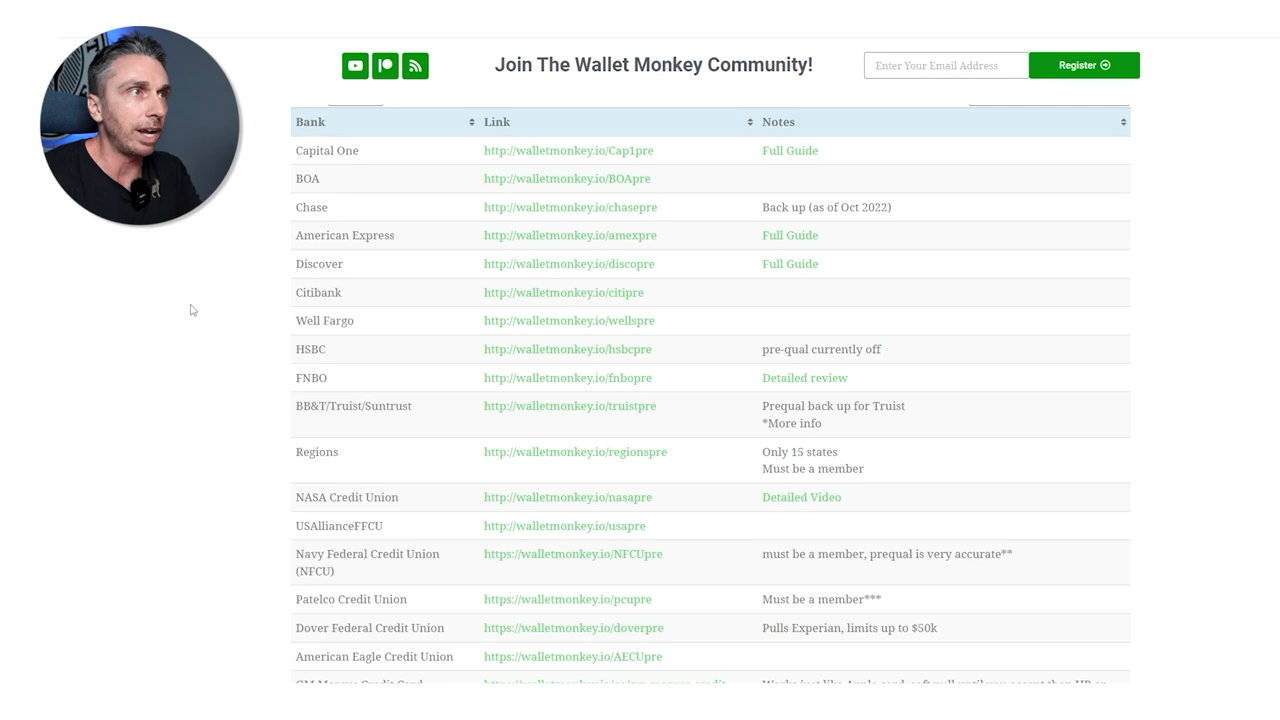 Join The Wallet Monkey Community!
Enter Your Email Address
Register
Bank Link Notes
Capital One http://walletmonkey.io/Cap1pre Full Guide
BOA http://walletmonkey.io/BOApre
Chase http://walletmonkey.io/chasepre Back up (as of Oct 2022)
American Express http://walletmonkey.io/amexpre Full Guide
Discover http://walletmonkey.io/discopre Full Guide
Citibank http://walletmonkey.io/citipre
Well Fargo http://walletmonkey.io/wellspre
HSBC http://walletmonkey.io/hsbcpre pre-qual currently off
FNBO http://walletmonkey.io/fnbopre Detailed review
BB&T/Truist/Suntrust http://walletmonkey.io/truistpre Prequal back up for Truist
*More info
Regions http://walletmonkey.io/regionspre Only 15 states
Must be a member
NASA Credit Union http://walletmonkey.io/nasapre Detailed Video
USAllianceFFCU http://walletmonkey.io/usapre
Navy Federal Credit Union https://walletmonkey.io/NFCUpre must be a member, prequal is very accurate**
(NFCU)
Patelco Credit Union https://walletmonkey.io/pcupre Must be a member***
Dover Federal Credit Union https://walletmonkey.io/doverpre Pulls Experian, limits up to $50k
American Eagle Credit Union https://walletmonkey.io/AECUpre